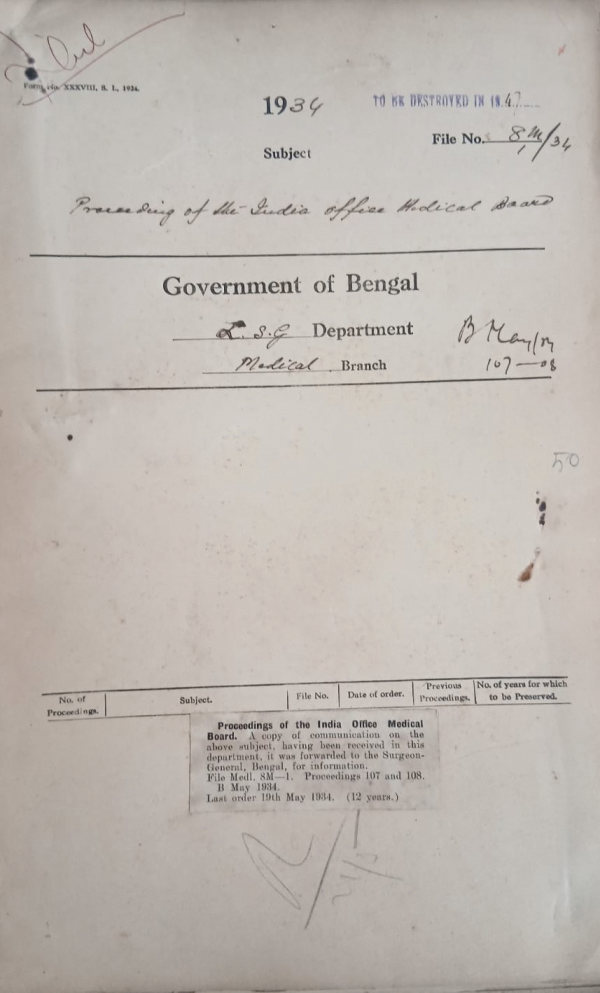 Form No. XXXVIII, S. I., 1934.
1934
TO BE DESTROYED IN 1947
File No. 8M/1/34
Subject
Proceeding of the India office Medical Board
Government of Bengal
L.S.G Department
B May/34
Medical Branch
107—08
50
No. of Proceedings.
Subject.
File No.
Date of order.
Previous Proceedings.
No. of years for which to be Preserved.
Proceedings of the India Office Medical
Board. A copy of communication on the
above subject, having been received in this
department, it was forwarded to the Surgeon-
General, Bengal, for information.
File Medl. 8M—1. Proceedings 107 and 108.
B May 1934.
Last order 19th May 1934. (12 years.)